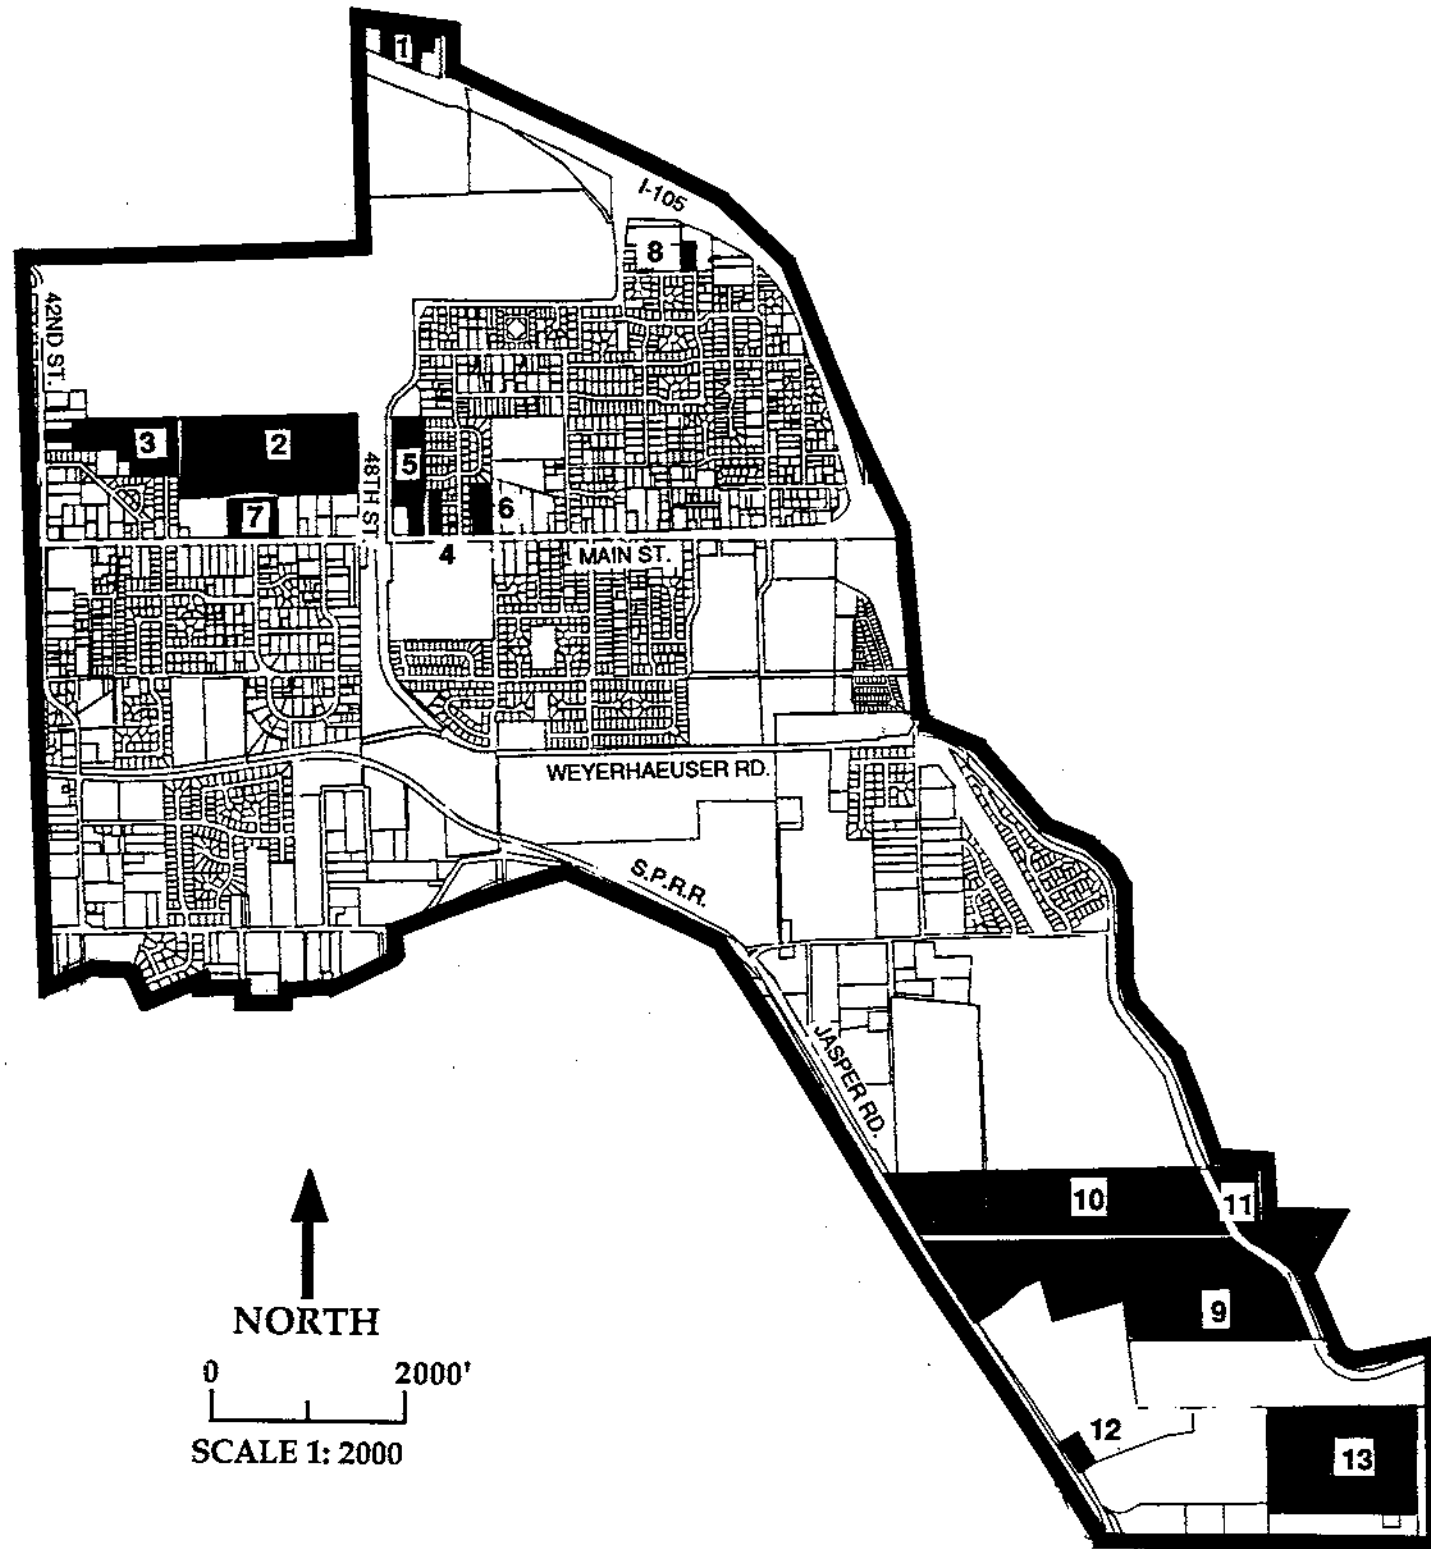 1
I-105
8
42ND ST.
3
2
5
48TH ST.
7
6
4
MAIN ST.
WEYERHAEUSER RD.
S.P.R.R.
JASPER RD.
10
11
9
12
13
NORTH
0 2000'
SCALE 1: 2000